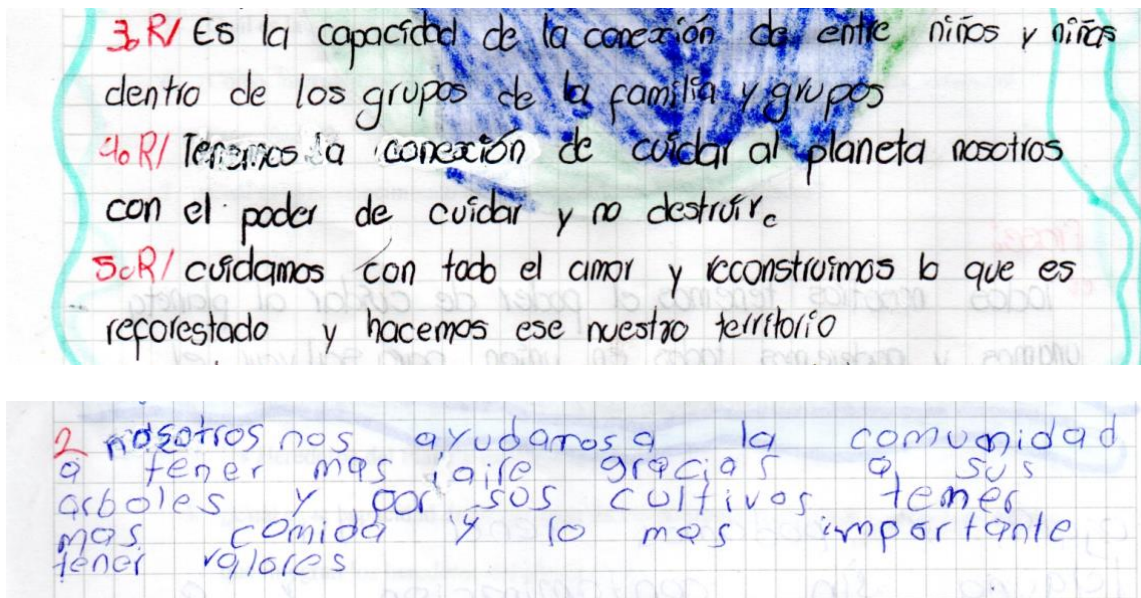 3. R/ Es la capacidad de la conexión de entre niños y niñas
dentro de los grupos de la familia y grupos
4. R/ Tenemos la conexión de cuidar al planeta nosotros
con el poder de cuidar y no destruir.
5. R/ cuidamos con todo el amor y reconstruimos lo que es
reforestado y hacemos ese nuestro territorio
2 nosotros nos ayudamos a la comunidad
a tener mas aire gracias a sus
arboles y por sus cultivos tener
mas comida y lo mas importante
tener valores